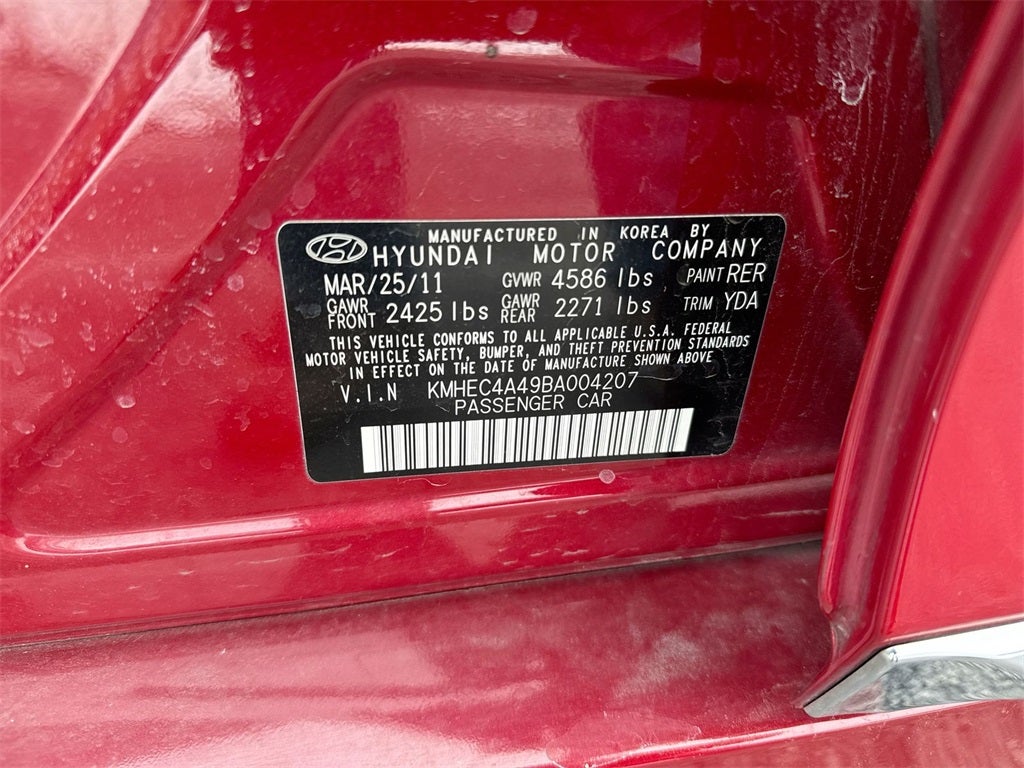 MANUFACTURED IN KOREA BY
HYUNDAI MOTOR COMPANY
MAR/25/11 GVWR 4586 lbs PAINT RER
GAWR FRONT 2425 lbs GAWR REAR 2271 lbs TRIM YDA
THIS VEHICLE CONFORMS TO ALL APPLICABLE U.S.A. FEDERAL
MOTOR VEHICLE SAFETY, BUMPER, AND THEFT PREVENTION STANDARDS
IN EFFECT ON THE DATE OF MANUFACTURE SHOWN ABOVE
V.I.N KMHEC4A49BA004207
PASSENGER CAR